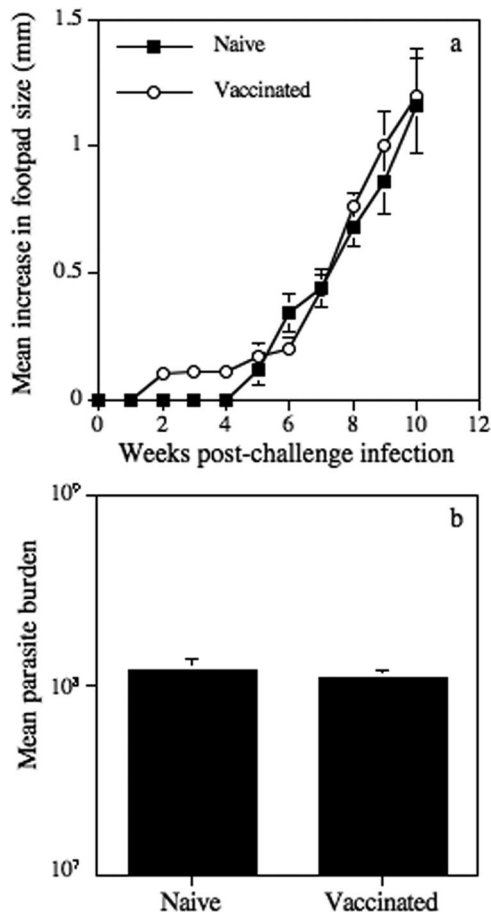 a
Naive
Vaccinated
Mean increase in footpad size (mm)
1.5
1
0.5
0
0 2 4 6 8 10 12
Weeks post-challenge infection
b
Mean parasite burden
10⁹
10⁸
10⁷
Naive Vaccinated